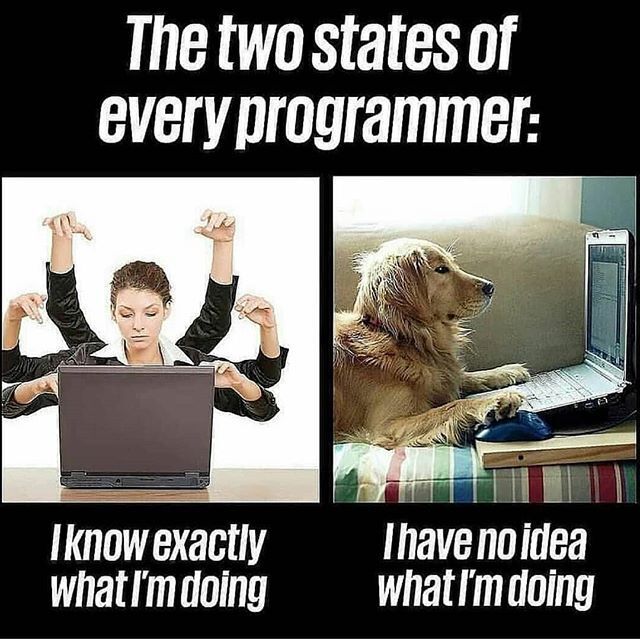 The two states of
every programmer:
I know exactly
what I'm doing
I have no idea
what I'm doing